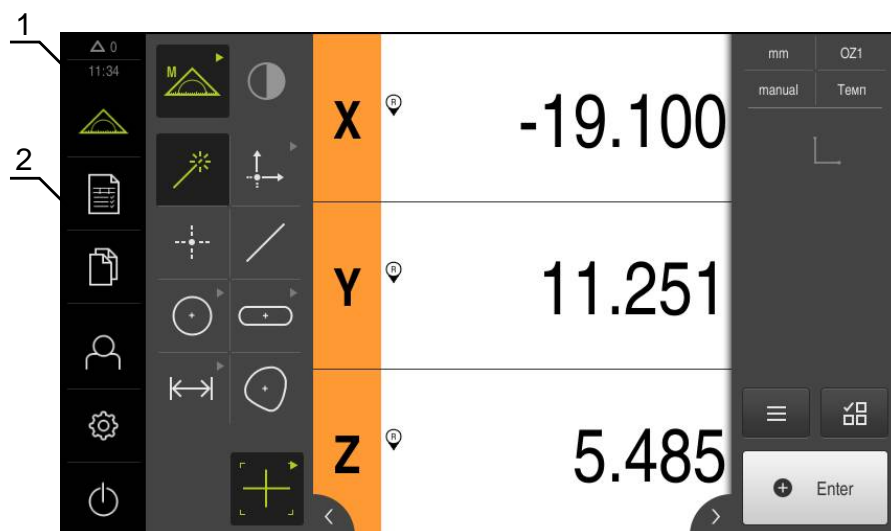 1
0
11:34
2
M
X R -19.100
Y R 11.251
Z R 5.485
mm OZ1
manual Темп
Enter